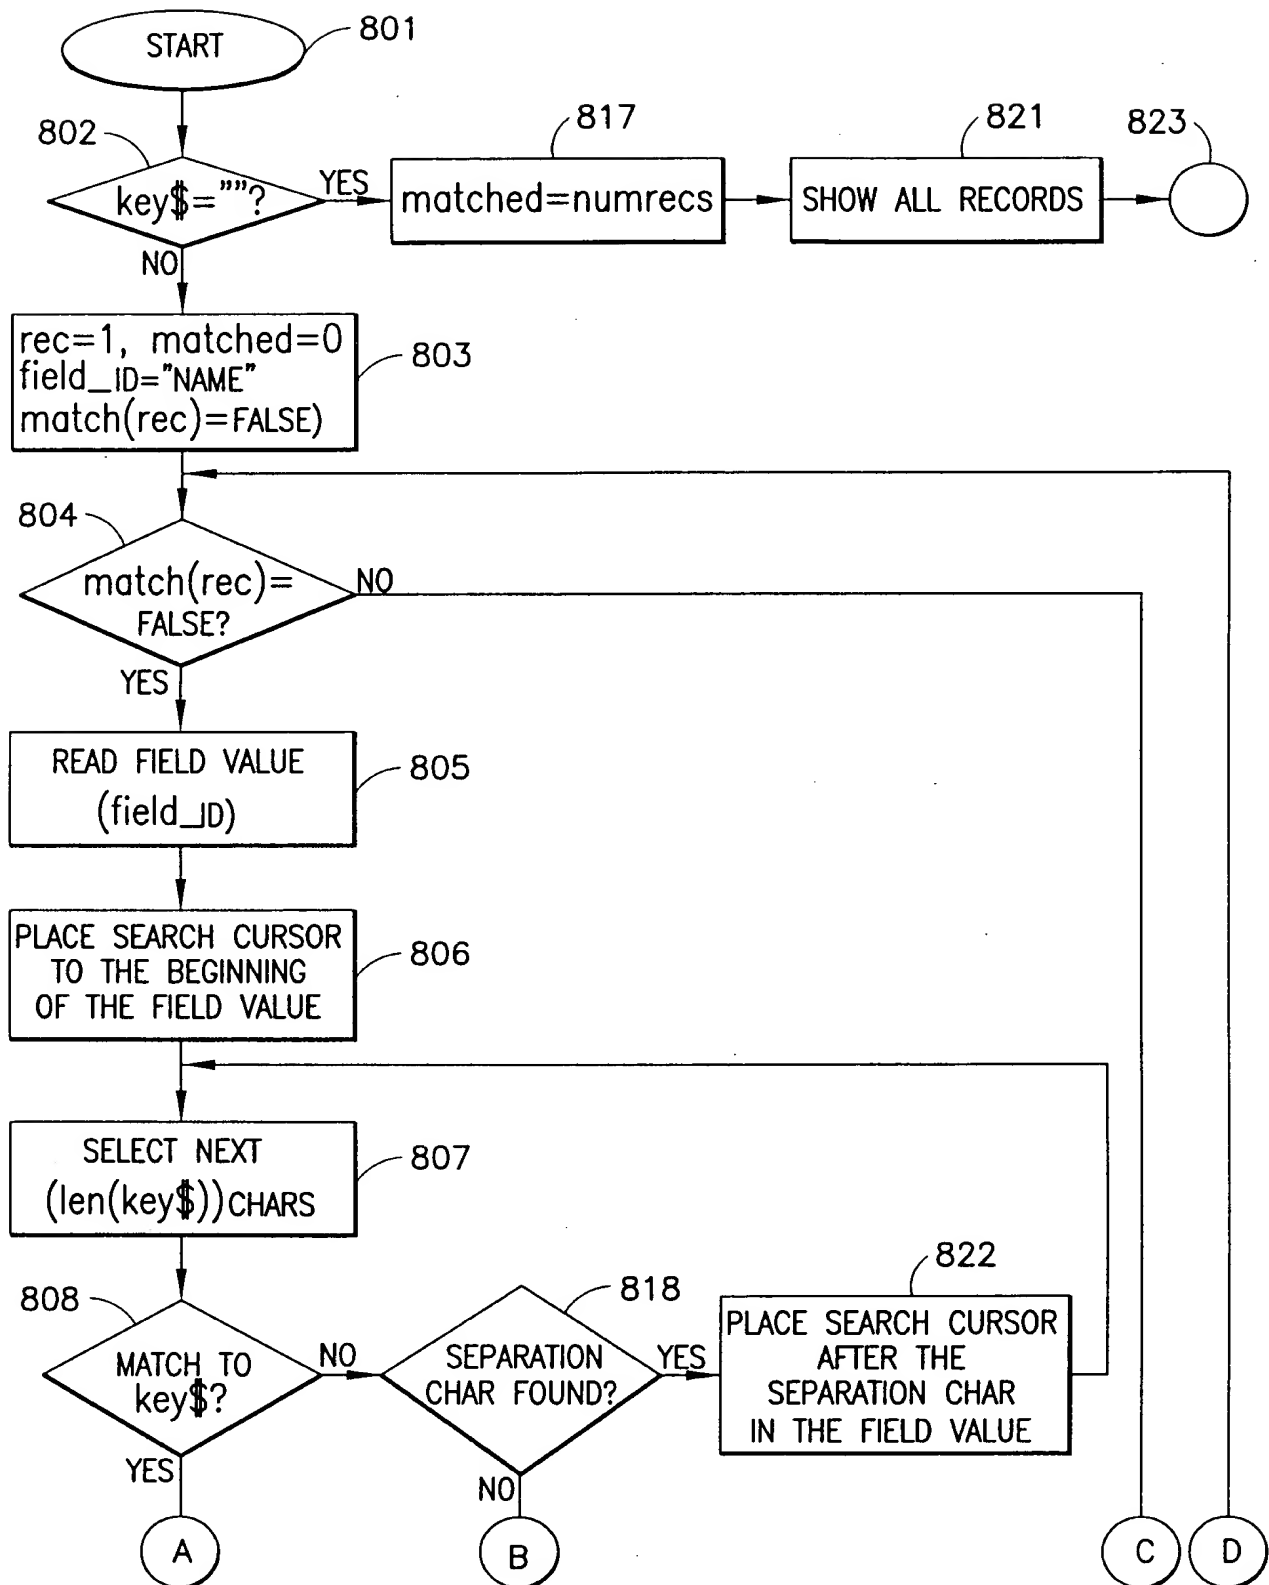 START
801
802
key$=""?
YES
817
matched=numrecs
821
SHOW ALL RECORDS
823
NO
rec=1, matched=0
field_ID="NAME"
match(rec)=FALSE)
803
804
match(rec)=
FALSE?
NO
YES
READ FIELD VALUE
(field_ID)
805
PLACE SEARCH CURSOR
TO THE BEGINNING
OF THE FIELD VALUE
806
SELECT NEXT
(len(key$))CHARS
807
808
MATCH TO
key$?
NO
818
SEPARATION
CHAR FOUND?
YES
822
PLACE SEARCH CURSOR
AFTER THE
SEPARATION CHAR
IN THE FIELD VALUE
YES
NO
A
B
C
D